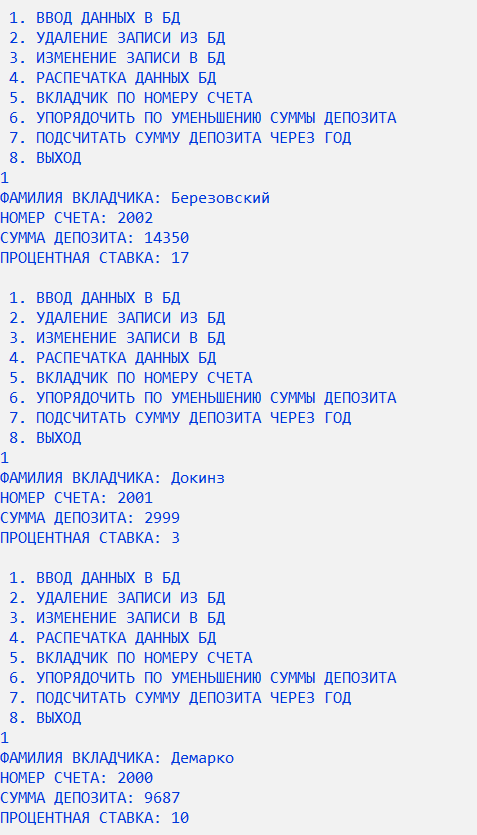 1. ВВОД ДАННЫХ В БД
2. УДАЛЕНИЕ ЗАПИСИ ИЗ БД
3. ИЗМЕНЕНИЕ ЗАПИСИ В БД
4. РАСПЕЧАТКА ДАННЫХ БД
5. ВКЛАДЧИК ПО НОМЕРУ СЧЕТА
6. УПОРЯДОЧИТЬ ПО УМЕНЬШЕНИЮ СУММЫ ДЕПОЗИТА
7. ПОДСЧИТАТЬ СУММУ ДЕПОЗИТА ЧЕРЕЗ ГОД
8. ВЫХОД
1
ФАМИЛИЯ ВКЛАДЧИКА: Березовский
НОМЕР СЧЕТА: 2002
СУММА ДЕПОЗИТА: 14350
ПРОЦЕНТНАЯ СТАВКА: 17
1. ВВОД ДАННЫХ В БД
2. УДАЛЕНИЕ ЗАПИСИ ИЗ БД
3. ИЗМЕНЕНИЕ ЗАПИСИ В БД
4. РАСПЕЧАТКА ДАННЫХ БД
5. ВКЛАДЧИК ПО НОМЕРУ СЧЕТА
6. УПОРЯДОЧИТЬ ПО УМЕНЬШЕНИЮ СУММЫ ДЕПОЗИТА
7. ПОДСЧИТАТЬ СУММУ ДЕПОЗИТА ЧЕРЕЗ ГОД
8. ВЫХОД
1
ФАМИЛИЯ ВКЛАДЧИКА: Докинз
НОМЕР СЧЕТА: 2001
СУММА ДЕПОЗИТА: 2999
ПРОЦЕНТНАЯ СТАВКА: 3
1. ВВОД ДАННЫХ В БД
2. УДАЛЕНИЕ ЗАПИСИ ИЗ БД
3. ИЗМЕНЕНИЕ ЗАПИСИ В БД
4. РАСПЕЧАТКА ДАННЫХ БД
5. ВКЛАДЧИК ПО НОМЕРУ СЧЕТА
6. УПОРЯДОЧИТЬ ПО УМЕНЬШЕНИЮ СУММЫ ДЕПОЗИТА
7. ПОДСЧИТАТЬ СУММУ ДЕПОЗИТА ЧЕРЕЗ ГОД
8. ВЫХОД
1
ФАМИЛИЯ ВКЛАДЧИКА: Демарко
НОМЕР СЧЕТА: 2000
СУММА ДЕПОЗИТА: 9687
ПРОЦЕНТНАЯ СТАВКА: 10